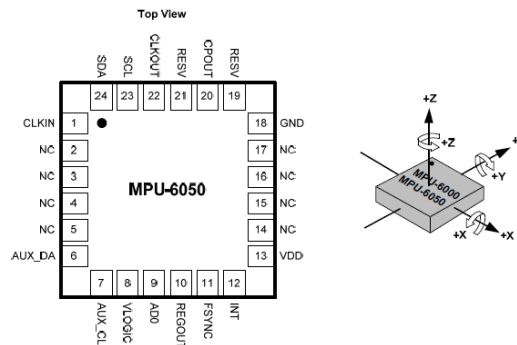 Top View
SDA
SCL
CLKOUT
RESV
CPOUT
RESV
24 23 22 21 20 19
CLKIN 1 18 GND
NC 2 17 NC
NC 3 16 NC
NC 4 15 NC
NC 5 14 NC
AUX_DA 6 13 VDD
MPU-6050
7 8 9 10 11 12
AUX_CL
VLOGIC
AD0
REGOUT
FSYNC
INT
+Z
+Z
+Y
MPU-6000
MPU-6050
+X
+X